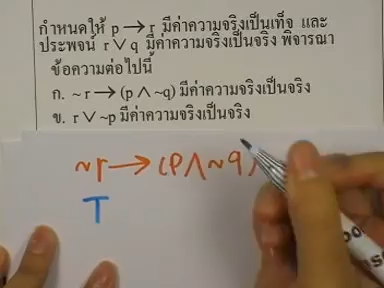 กำหนดให้ p → r มีค่าความจริงเป็นเท็จ และ
ประพจน์ r ∨ q มีค่าความจริงเป็นจริง พิจารณา
ข้อความต่อไปนี้
ก. ~ r → (p ∧ ~q) มีค่าความจริงเป็นจริง
ข. r ∨ ~p มีค่าความจริงเป็นจริง
~r → (p ∧ ~q)
T